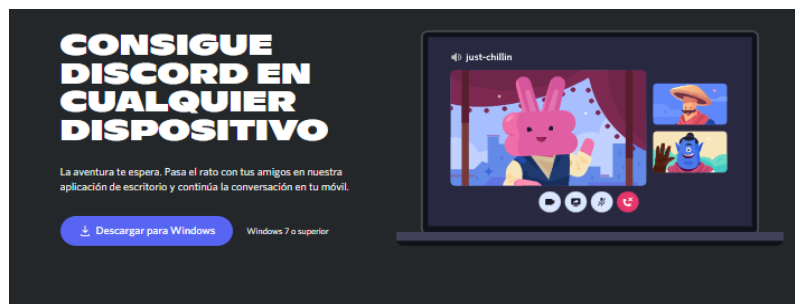 CONSIGUE
DISCORD EN
CUALQUIER
DISPOSITIVO
La aventura te espera. Pasa el rato con tus amigos en nuestra
aplicación de escritorio y continúa la conversación en tu móvil.
Descargar para Windows
Windows 7 o superior
just-chillin